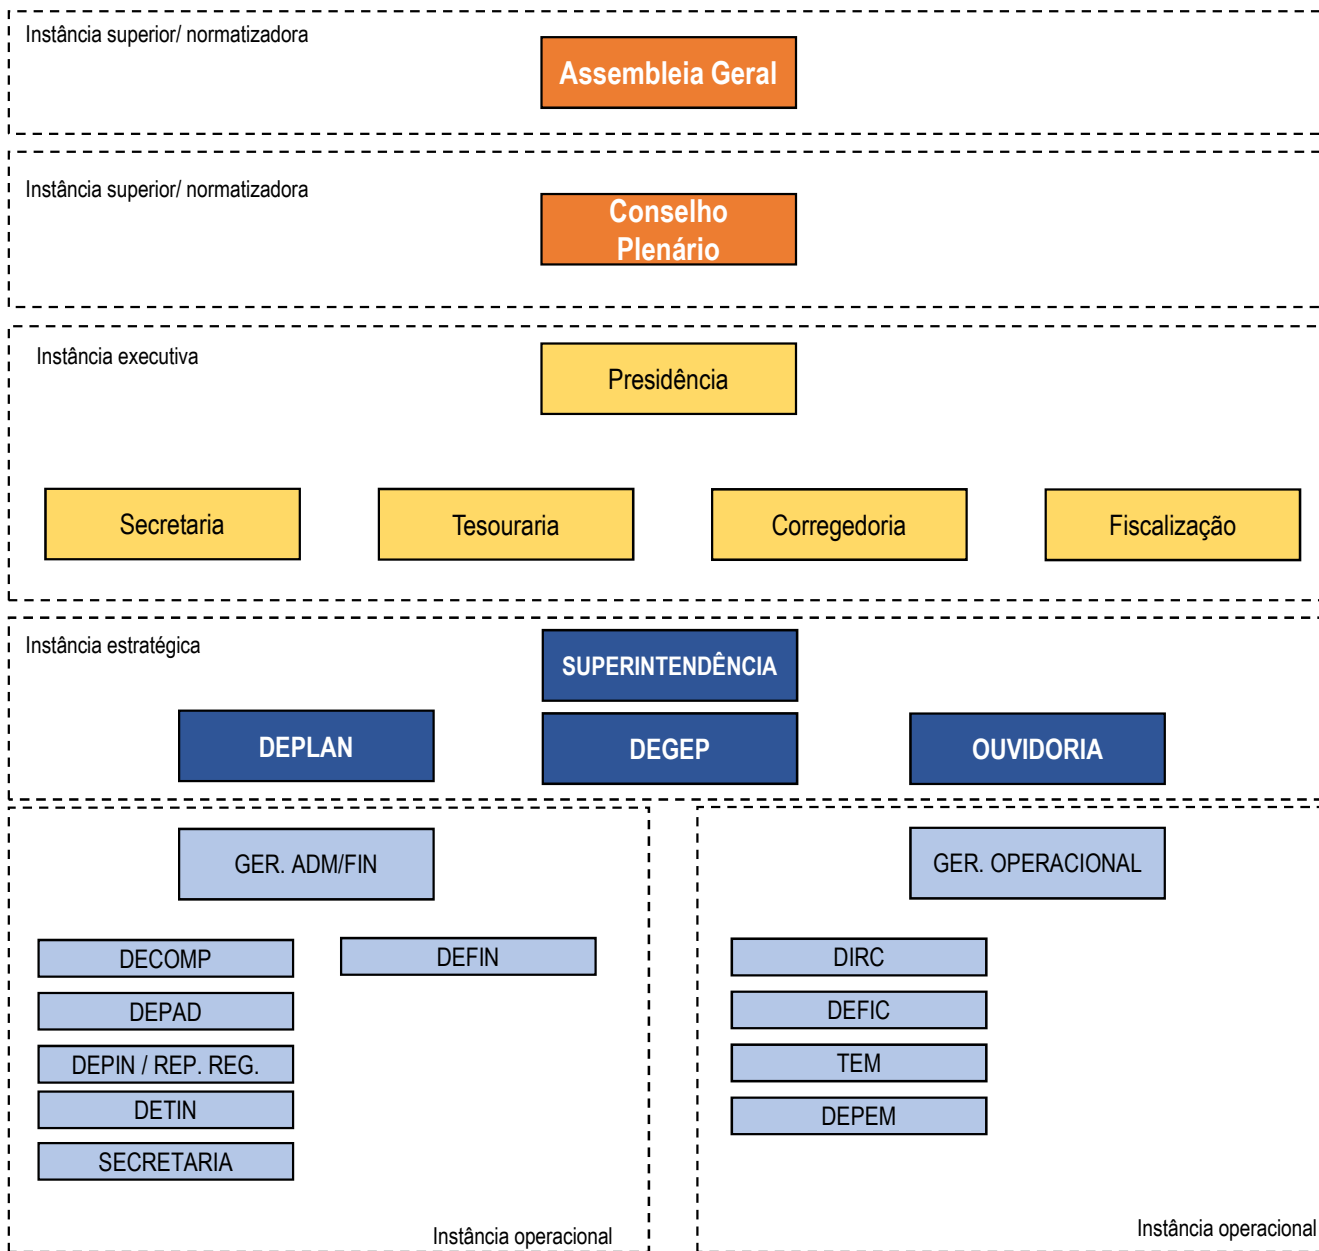 Instância superior/ normatizadora
Assembleia Geral
Instância superior/ normatizadora
Conselho
Plenário
Instância executiva
Presidência
Secretaria
Tesouraria
Corregedoria
Fiscalização
Instância estratégica
SUPERINTENDÊNCIA
DEPLAN
DEGEP
OUVIDORIA
GER. ADM/FIN
DECOMP
DEFIN
DEPAD
DEPIN / REP. REG.
DETIN
SECRETARIA
Instância operacional
GER. OPERACIONAL
DIRC
DEFIC
TEM
DEPEM
Instância operacional